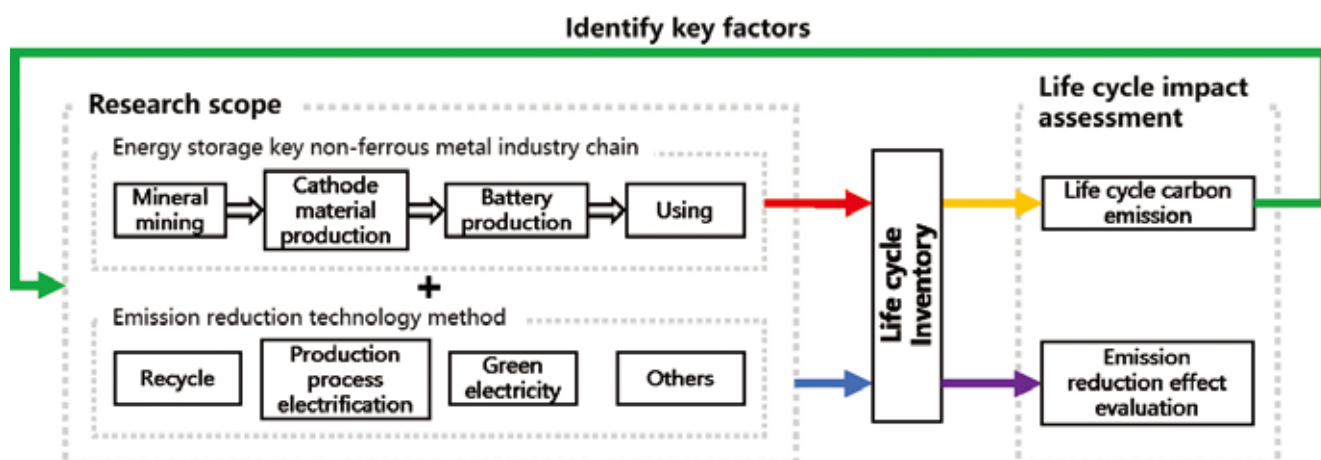 Identify key factors
Research scope
Life cycle impact
assessment
Energy storage key non-ferrous metal industry chain
Mineral
mining
Cathode
material
production
Battery
production
Using
Life cycle
Inventory
Life cycle carbon
emission
+
Emission reduction technology method
Recycle
Production
process
electrification
Green
electricity
Others
Emission
reduction effect
evaluation